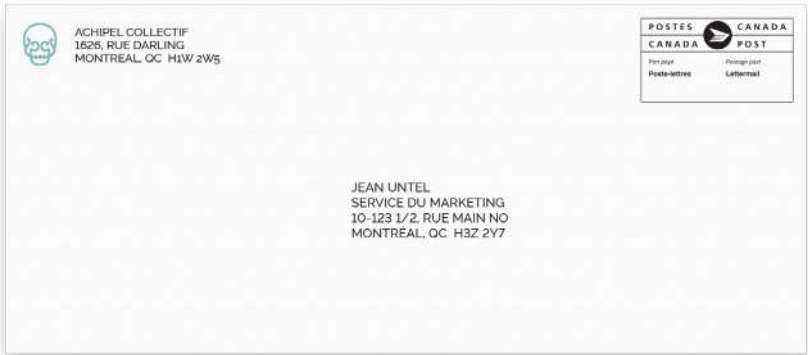 ACHIPEL COLLECTIF
1626, RUE DARLING
MONTREAL, QC H1W 2W5
POSTES CANADA
CANADA POST
Port payé Postage paid
Poste-lettres Lettermail
JEAN UNTEL
SERVICE DU MARKETING
10-123 1/2, RUE MAIN NO
MONTRÉAL, QC H3Z 2Y7